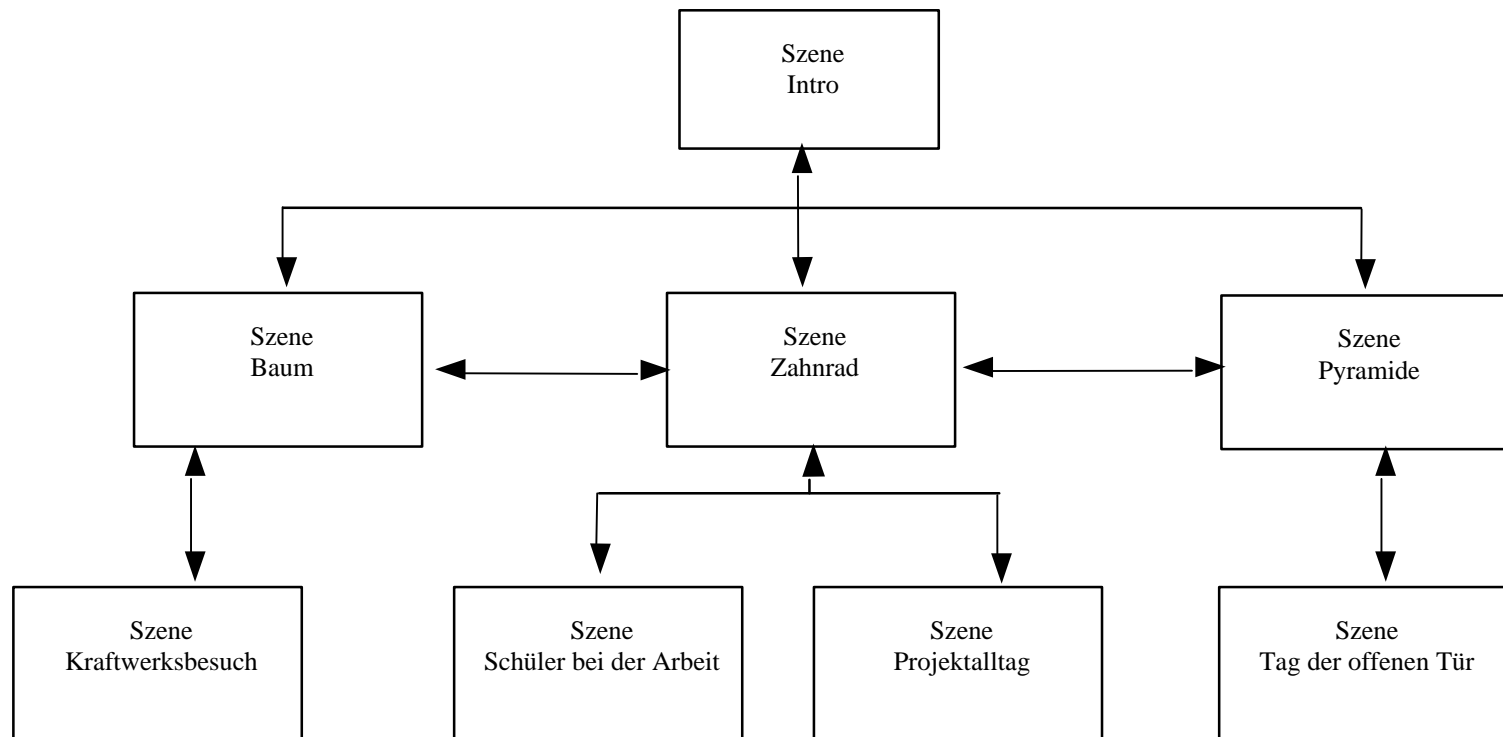 Szene
Intro
Szene
Baum
Szene
Zahnrad
Szene
Pyramide
Szene
Kraftwerksbesuch
Szene
Schüler bei der Arbeit
Szene
Projektalltag
Szene
Tag der offenen Tür